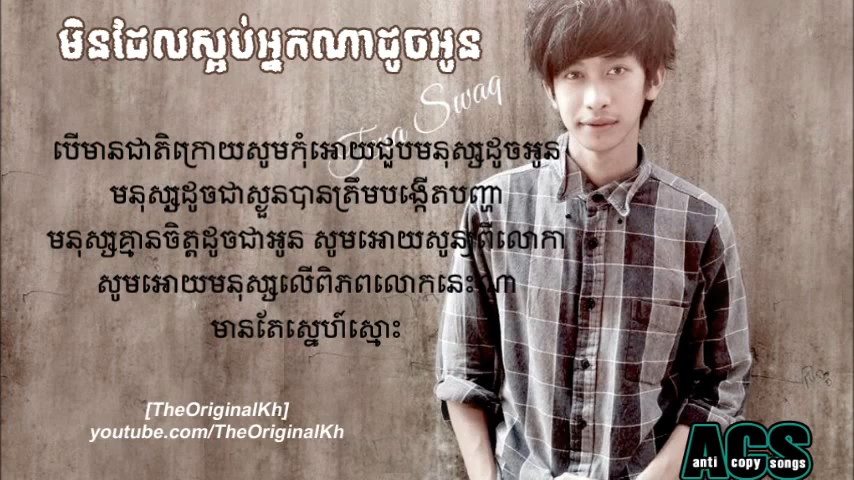 មិនដែលស្អប់អ្នកណាដូចអូន
Tena Swag
បើមានជាតិក្រោយសូមកុំអោយជួបមនុស្សដូចអូន
មនុស្សដូចជាស្លូនបានត្រឹមបង្កើតបញ្ហា
មនុស្សគ្មានចិត្តដូចជាអូន សូមអោយសូន្យពីលោកា
សូមអោយមនុស្សលើពិភពលោកនេះណា
មានតែស្នេហ៍ស្មោះ
[TheOriginalKh]
youtube.com/TheOriginalKh
ACS
anti copy songs